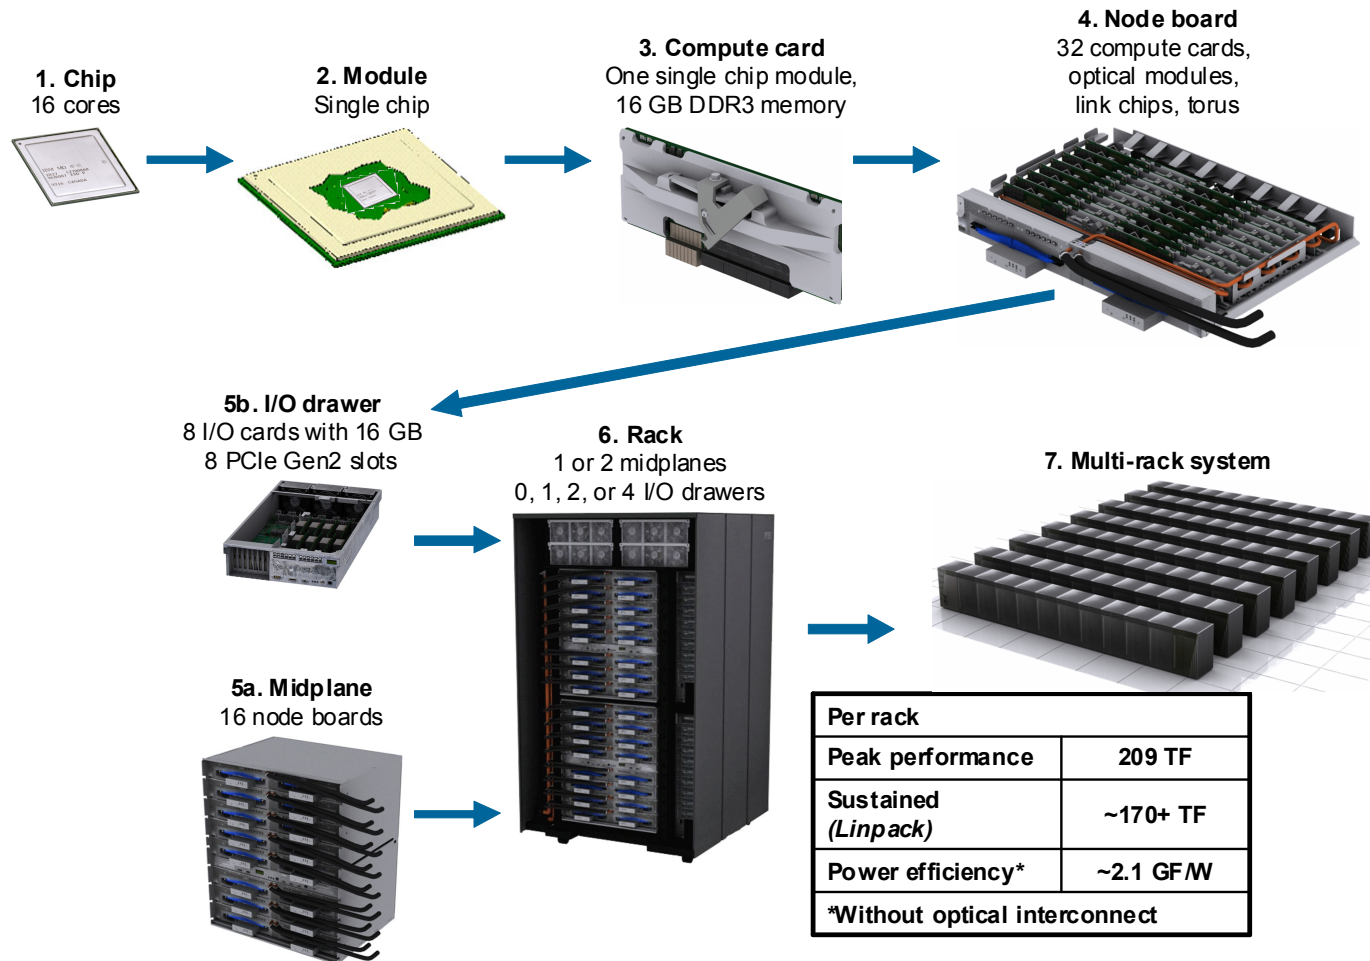 1. Chip
16 cores
2. Module
Single chip
3. Compute card
One single chip module,
16 GB DDR3 memory
4. Node board
32 compute cards,
optical modules,
link chips, torus
5b. I/O drawer
8 I/O cards with 16 GB
8 PCIe Gen2 slots
5a. Midplane
16 node boards
6. Rack
1 or 2 midplanes
0, 1, 2, or 4 I/O drawers
7. Multi-rack system
Per rack
Peak performance 209 TF
Sustained
(Linpack) ~170+ TF
Power efficiency* ~2.1 GF/W
*Without optical interconnect